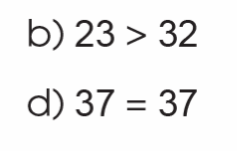 b) 23 > 32
d) 37 = 37